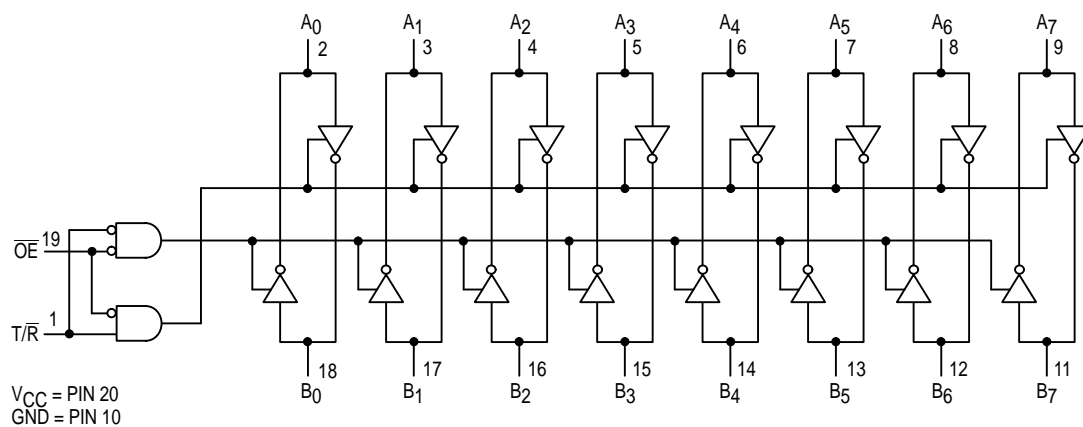 A0 A1 A2 A3 A4 A5 A6 A7
2 3 4 5 6 7 8 9
OE 19
T/R 1
18 17 16 15 14 13 12 11
B0 B1 B2 B3 B4 B5 B6 B7
VCC = PIN 20
GND = PIN 10